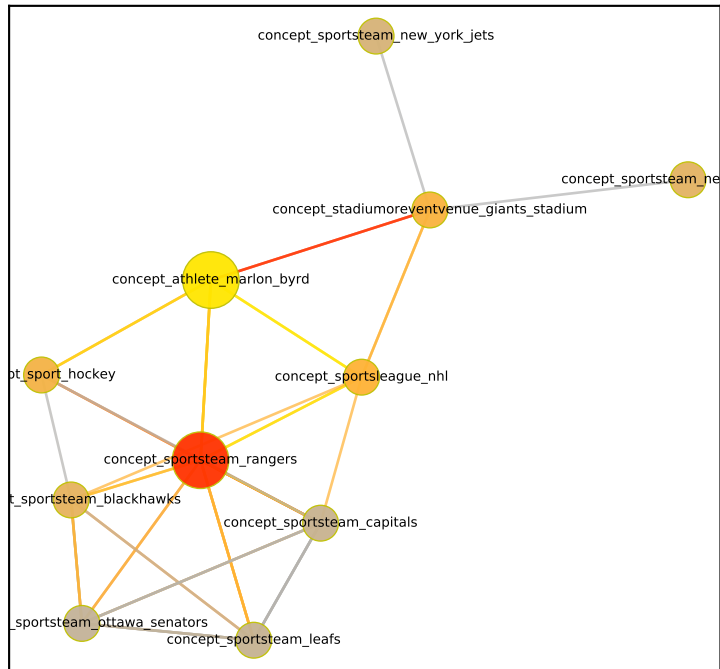 concept_sportsteam_new_york_jets
concept_sportsteam_ne
concept_stadiumoreventvenue_giants_stadium
concept_athlete_marlon_byrd
pt_sport_hockey
concept_sportsleague_nhl
concept_sportsteam_rangers
t_sportsteam_blackhawks
concept_sportsteam_capitals
_sportsteam_ottawa_senators
concept_sportsteam_leafs